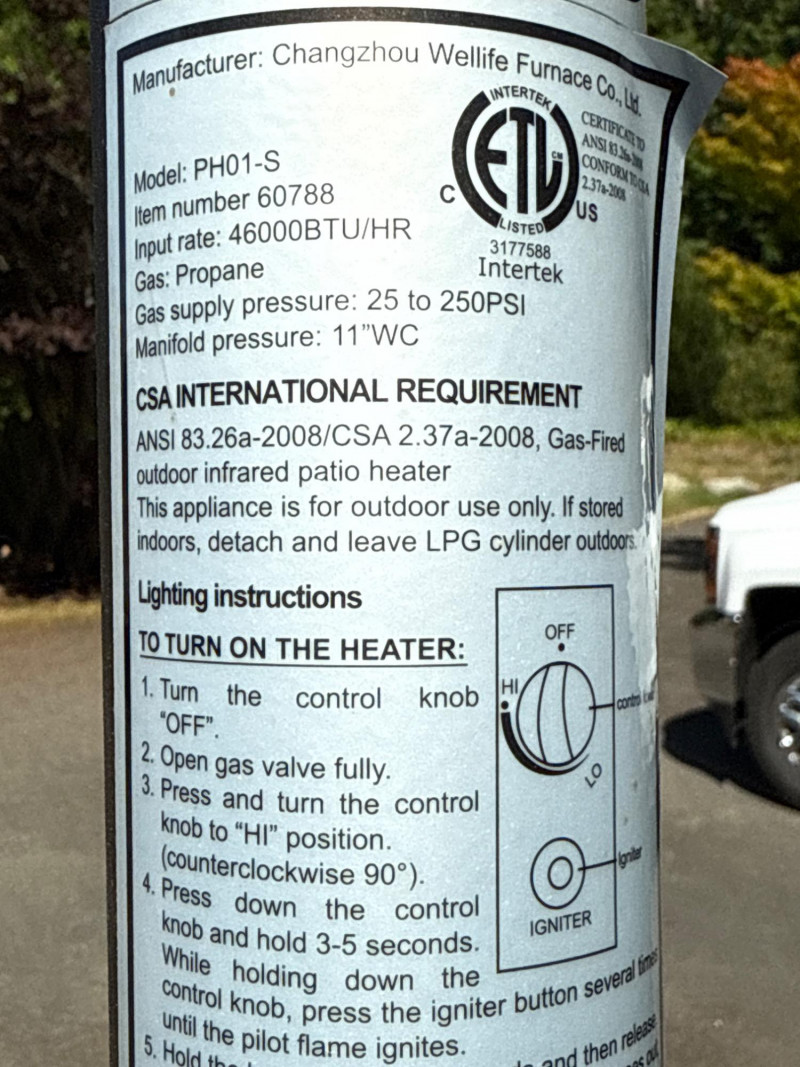 Manufacturer: Changzhou Wellife Furnace Co., Ltd.
INTERTEK
ETL
CM
C
US
LISTED
3177588
Intertek
CERTIFICATE TO
ANSI 83.26a-2008
CONFORM TO CSA
2.37a-2008
Model: PH01-S
Item number 60788
Input rate: 46000BTU/HR
Gas: Propane
Gas supply pressure: 25 to 250PSI
Manifold pressure: 11”WC
CSA INTERNATIONAL REQUIREMENT
ANSI 83.26a-2008/CSA 2.37a-2008, Gas-Fired
outdoor infrared patio heater
This appliance is for outdoor use only. If stored
indoors, detach and leave LPG cylinder outdoors.
Lighting instructions
TO TURN ON THE HEATER:
1. Turn the control knob
“OFF”.
2. Open gas valve fully.
3. Press and turn the control
knob to “HI” position.
(counterclockwise 90°).
4. Press down the control
knob and hold 3-5 seconds.
While holding down the
control knob, press the igniter button several times
until the pilot flame ignites.
5. Hold
and then release
OFF
HI
LO
control
Igniter
IGNITER